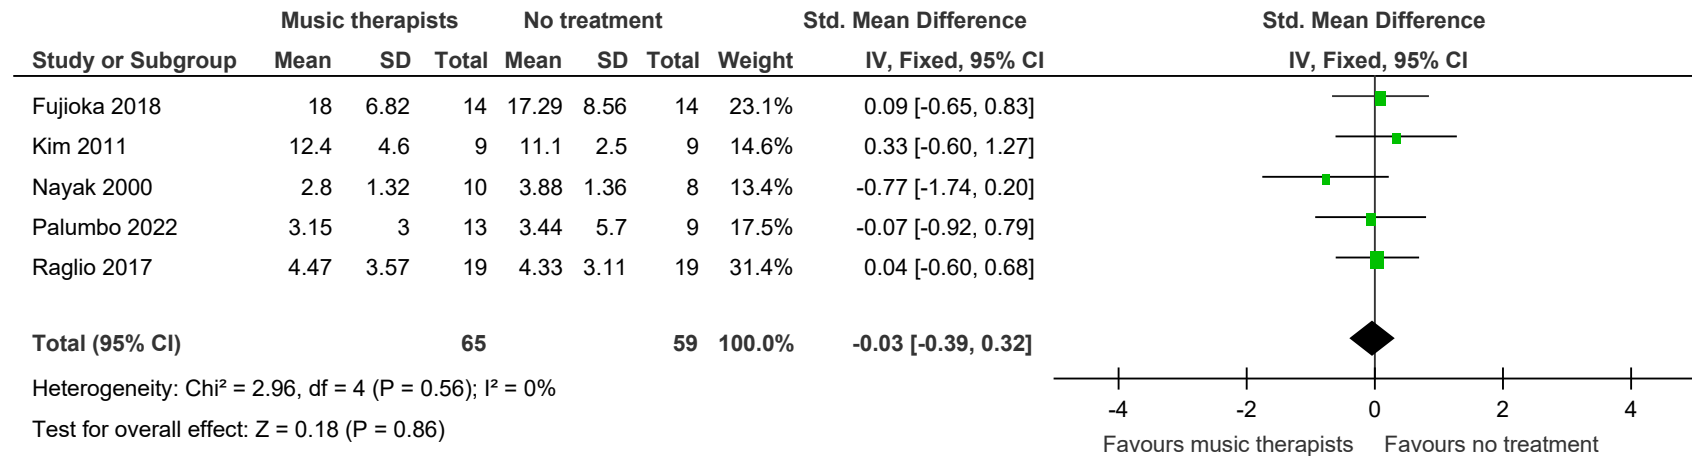 Music therapists No treatment Std. Mean Difference Std. Mean Difference
Study or Subgroup Mean SD Total Mean SD Total Weight IV, Fixed, 95% CI IV, Fixed, 95% CI
Fujioka 2018 18 6.82 14 17.29 8.56 14 23.1% 0.09 [-0.65, 0.83]
Kim 2011 12.4 4.6 9 11.1 2.5 9 14.6% 0.33 [-0.60, 1.27]
Nayak 2000 2.8 1.32 10 3.88 1.36 8 13.4% -0.77 [-1.74, 0.20]
Palumbo 2022 3.15 3 13 3.44 5.7 9 17.5% -0.07 [-0.92, 0.79]
Raglio 2017 4.47 3.57 19 4.33 3.11 19 31.4% 0.04 [-0.60, 0.68]
Total (95% CI) 65 59 100.0% -0.03 [-0.39, 0.32]
Heterogeneity: Chi² = 2.96, df = 4 (P = 0.56); I² = 0%
Test for overall effect: Z = 0.18 (P = 0.86)
-4 -2 0 2 4
Favours music therapists Favours no treatment